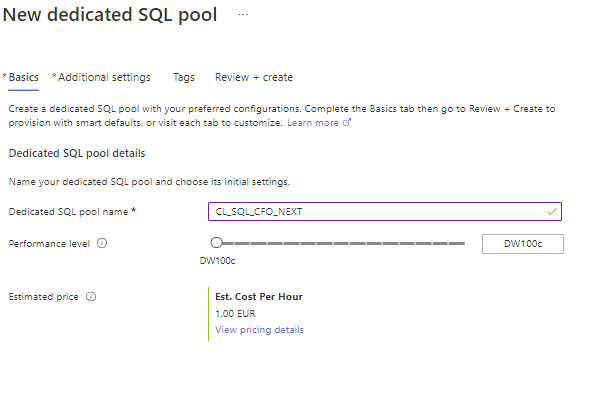 New dedicated SQL pool ...
* Basics * Additional settings Tags Review + create
Create a dedicated SQL pool with your preferred configurations. Complete the Basics tab then go to Review + Create to
provision with smart defaults, or visit each tab to customize. Learn more
Dedicated SQL pool details
Name your dedicated SQL pool and choose its initial settings.
Dedicated SQL pool name * CL_SQL_CFO_NEXT
Performance level DW100c
DW100c
Estimated price Est. Cost Per Hour
1.00 EUR
View pricing details